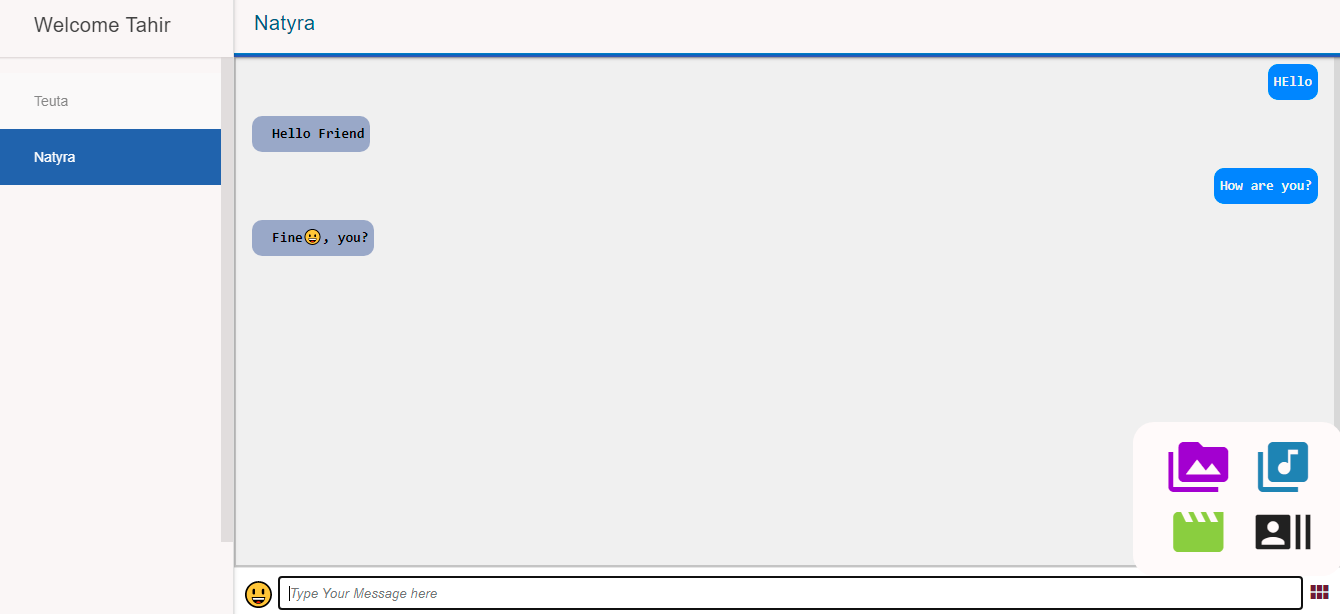 Welcome Tahir
Natyra
Teuta
Natyra
HEllo
Hello Friend
How are you?
Fine😀, you?
Type Your Message here